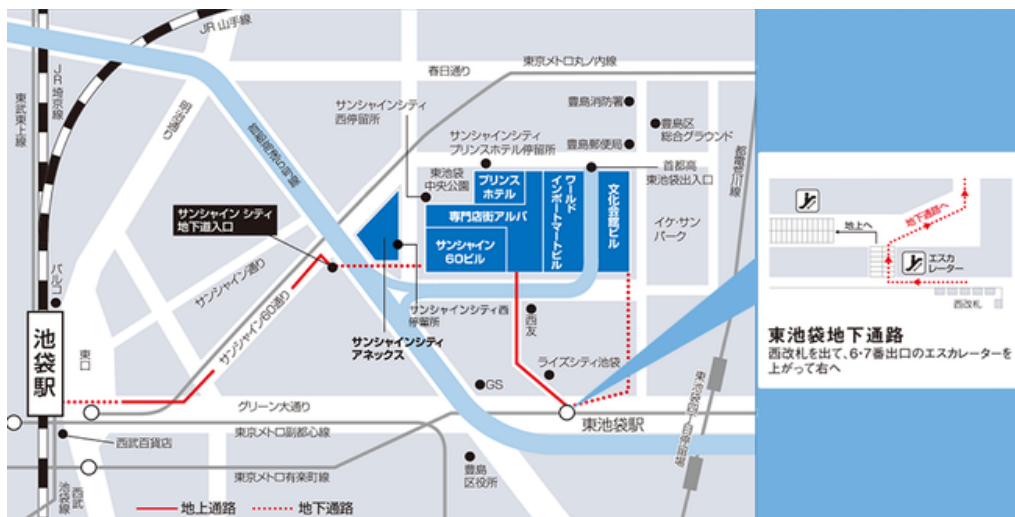 JR山手線
JR埼京線
東武東上線
明治通り
首都高速5号線
春日通り
東京メトロ丸ノ内線
サンシャインシティ
西停留所
サンシャインシティ
プリンスホテル停留所
豊島消防署
豊島郵便局
豊島区
総合グラウンド
首都高
東池袋出入口
都電荒川線
東池袋
中央公園
プリンス
ホテル
専門店街アルパ
サンシャイン
60ビル
ワールド
インポートマートビル
文化会館ビル
イケ・サン
パーク
サンシャイン シティ
地下道入口
サンシャイン通り
サンシャイン60通り
サンシャインシティ西
停留所
サンシャインシティ
アネックス
西友
ライズシティ池袋
GS
パルコ
池袋駅
東口
グリーン大通り
東池袋駅
東池袋四丁目停留場
東京メトロ副都心線
西武百貨店
東京メトロ有楽町線
豊島
区役所
西武
池袋線
地上通路
地下通路
地下通路へ
地上へ
エスカ
レーター
西改札
東池袋地下通路
西改札を出て、6・7番出口のエスカレーターを
上がって右へ